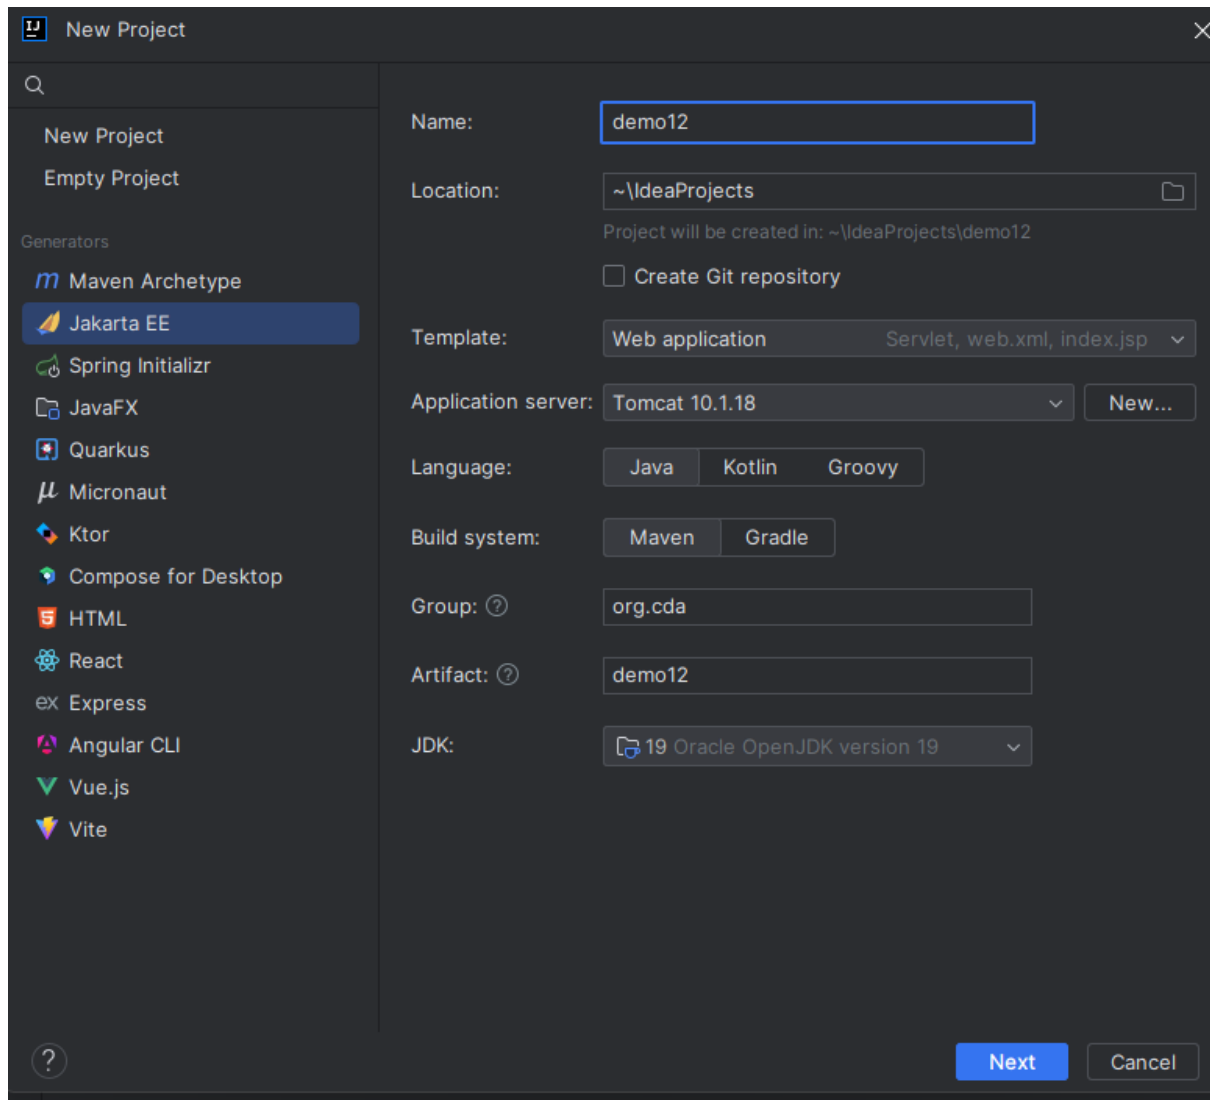 New Project
New Project
Empty Project
Generators
Maven Archetype
Jakarta EE
Spring Initializr
JavaFX
Quarkus
Micronaut
Ktor
Compose for Desktop
HTML
React
ex Express
Angular CLI
Vue.js
Vite
Name: demo12
Location: ~\IdeaProjects
Project will be created in: ~\IdeaProjects\demo12
Create Git repository
Template: Web application Servlet, web.xml, index.jsp
Application server: Tomcat 10.1.18 New...
Language: Java Kotlin Groovy
Build system: Maven Gradle
Group: ? org.cda
Artifact: ? demo12
JDK: 19 Oracle OpenJDK version 19
? Next Cancel